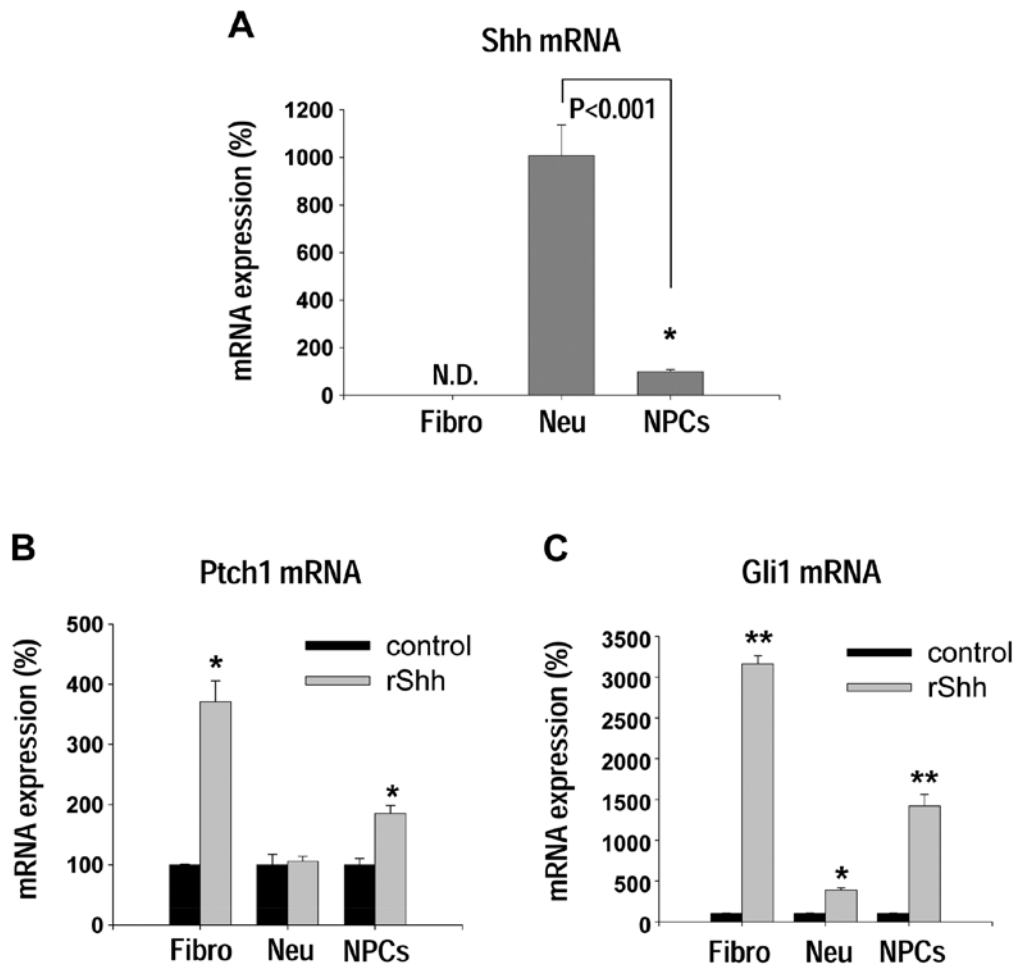 A
Shh mRNA
mRNA expression (%)
1200
1000
800
600
400
200
0
P<0.001
N.D.
*
Fibro Neu NPCs
B
Ptch1 mRNA
mRNA expression (%)
500
400
300
200
100
0
control
rShh
*
*
Fibro Neu NPCs
C
Gli1 mRNA
mRNA expression (%)
3500
3000
2500
2000
1500
1000
500
0
control
rShh
**
*
**
Fibro Neu NPCs